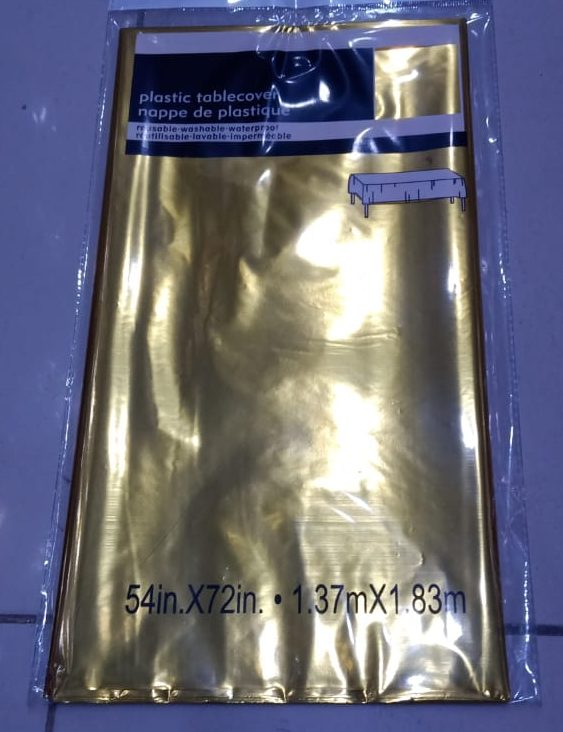 plastic tablecover
nappe de plastique
reusable·washable·waterproof
réutilisable·lavable·imperméable
54in.X72in. • 1.37mX1.83m